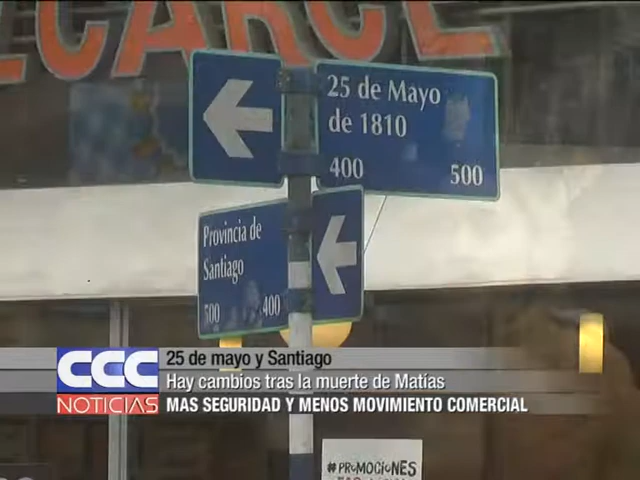 CARCE
25 de Mayo
de 1810
400 500
Provincia de
Santiago
500 400
25 de mayo y Santiago
CCC
Hay cambios tras la muerte de Matías
NOTICIAS
MAS SEGURIDAD Y MENOS MOVIMIENTO COMERCIAL
#PROMOCIONES